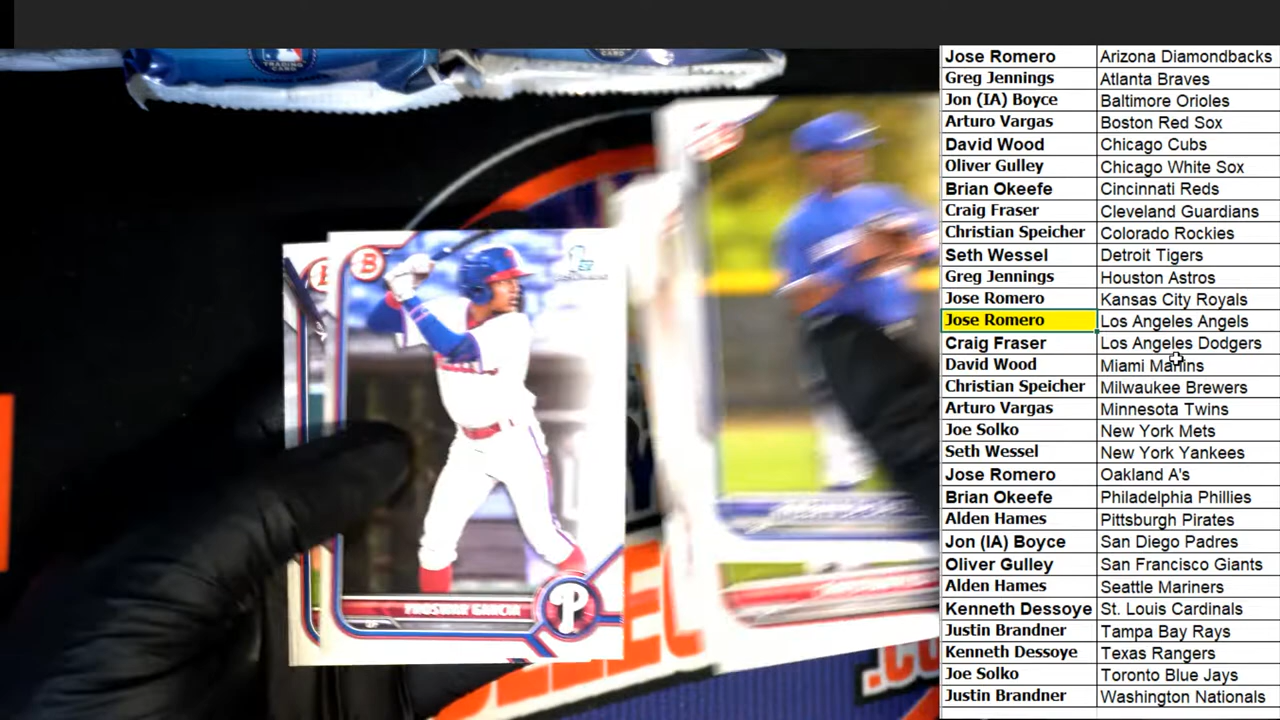 TRADING CARD
B
GARCIA
P
.CO
Jose Romero Arizona Diamondbacks
Greg Jennings Atlanta Braves
Jon (IA) Boyce Baltimore Orioles
Arturo Vargas Boston Red Sox
David Wood Chicago Cubs
Oliver Gulley Chicago White Sox
Brian Okeefe Cincinnati Reds
Craig Fraser Cleveland Guardians
Christian Speicher Colorado Rockies
Seth Wessel Detroit Tigers
Greg Jennings Houston Astros
Jose Romero Kansas City Royals
Jose Romero Los Angeles Angels
Craig Fraser Los Angeles Dodgers
David Wood Miami Marlins
Christian Speicher Milwaukee Brewers
Arturo Vargas Minnesota Twins
Joe Solko New York Mets
Seth Wessel New York Yankees
Jose Romero Oakland A's
Brian Okeefe Philadelphia Phillies
Alden Hames Pittsburgh Pirates
Jon (IA) Boyce San Diego Padres
Oliver Gulley San Francisco Giants
Alden Hames Seattle Mariners
Kenneth Dessoye St. Louis Cardinals
Justin Brandner Tampa Bay Rays
Kenneth Dessoye Texas Rangers
Joe Solko Toronto Blue Jays
Justin Brandner Washington Nationals